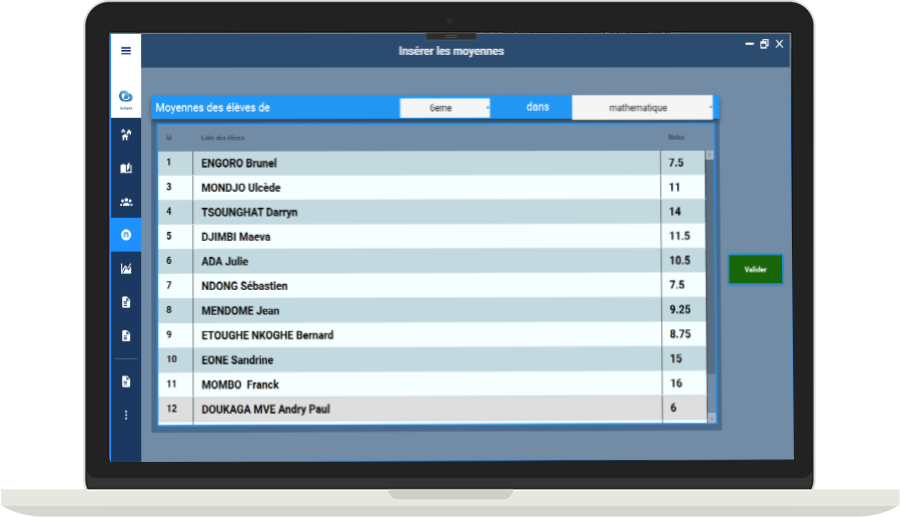 Insérer les moyennes
Moyennes des élèves de 6eme dans mathematique
Id Liste des élèves Notes
1 ENGORO Brunel 7.5
3 MONDJO Ulcède 11
4 TSOUNGHAT Darryn 14
5 DJIMBI Maeva 11.5
6 ADA Julie 10.5
7 NDONG Sébastien 7.5
8 MENDOME Jean 9.25
9 ETOUGHE NKOGHE Bernard 8.75
10 EONE Sandrine 15
11 MOMBO Franck 16
12 DOUKAGA MVE Andry Paul 6
Valider